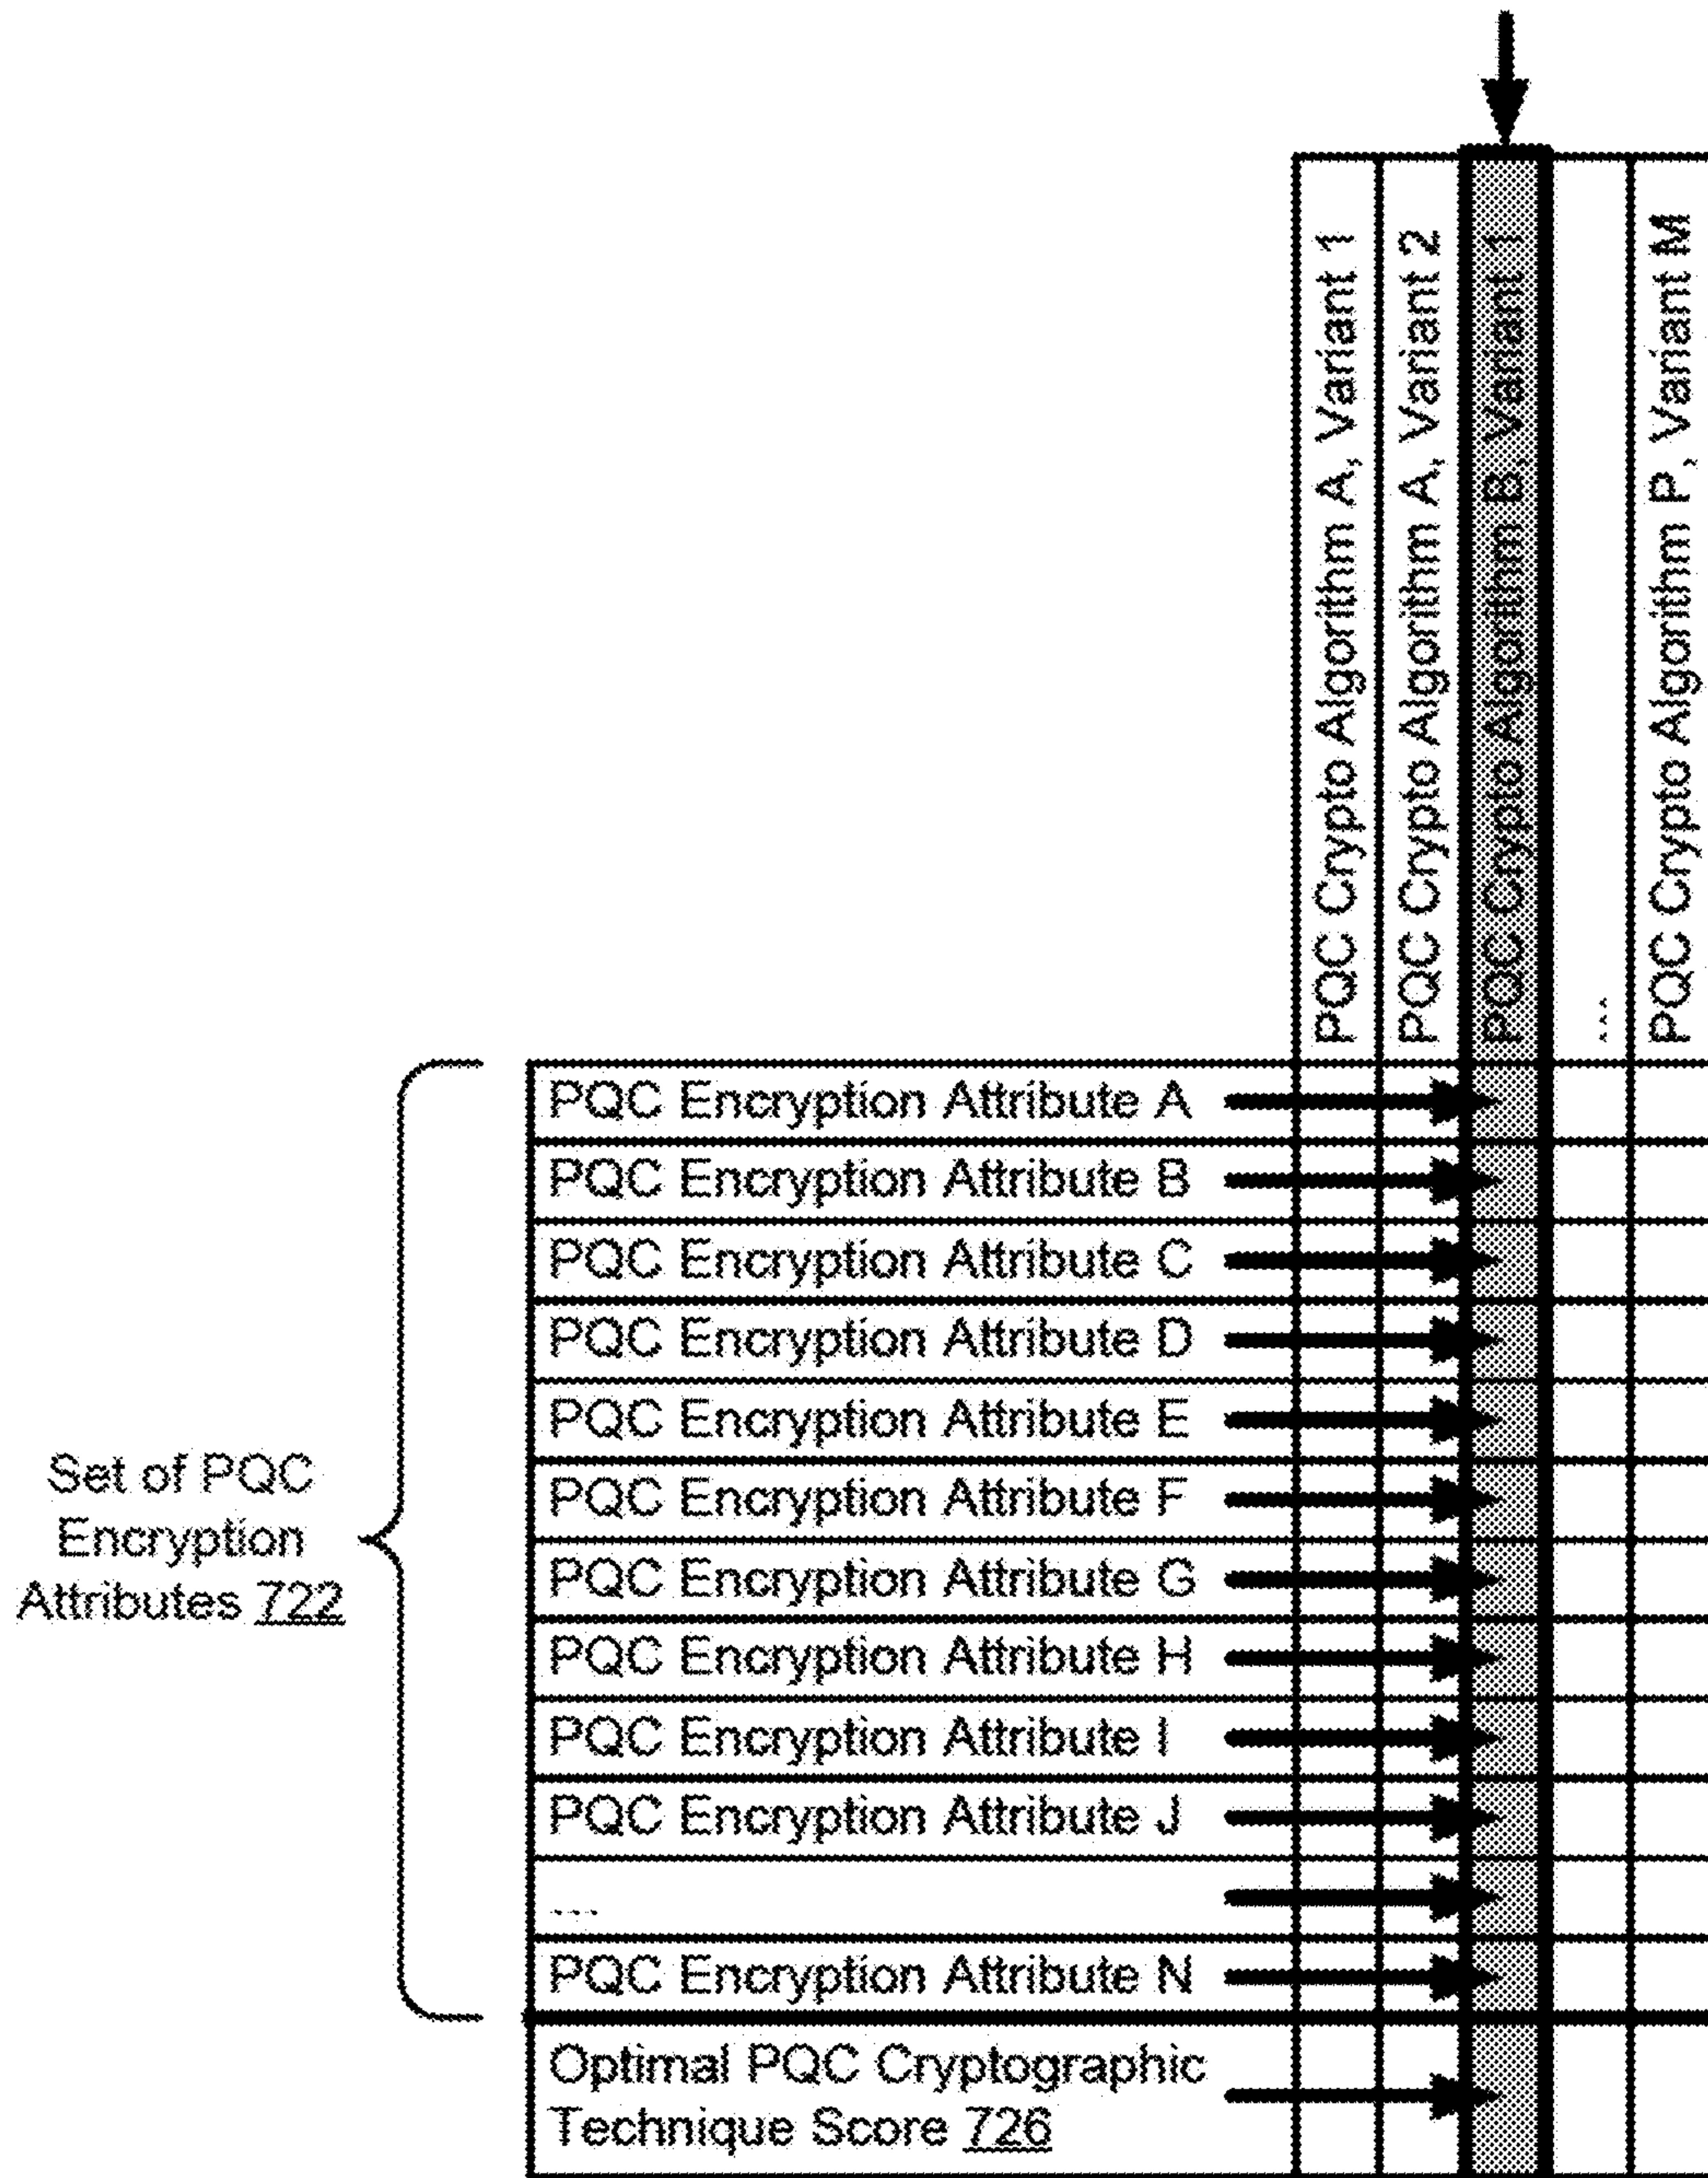 PQC Crypto Algorithm A, Variant 1
PQC Crypto Algorithm A, Variant 2
PQC Crypto Algorithm B, Variant 1
...
PQC Crypto Algorithm P, Variant M
Set of PQC
Encryption
Attributes 722
PQC Encryption Attribute A
PQC Encryption Attribute B
PQC Encryption Attribute C
PQC Encryption Attribute D
PQC Encryption Attribute E
PQC Encryption Attribute F
PQC Encryption Attribute G
PQC Encryption Attribute H
PQC Encryption Attribute I
PQC Encryption Attribute J
...
PQC Encryption Attribute N
Optimal PQC Cryptographic
Technique Score 726